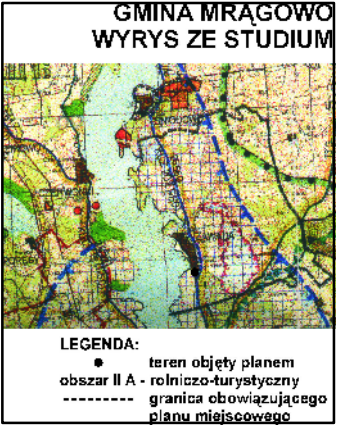 GMINA MRĄGOWO
WYRYS ZE STUDIUM
LEGENDA:
teren objęty planem
obszar II A - rolniczo-turystyczny
--------- granica obowiązującego
planu miejscowego